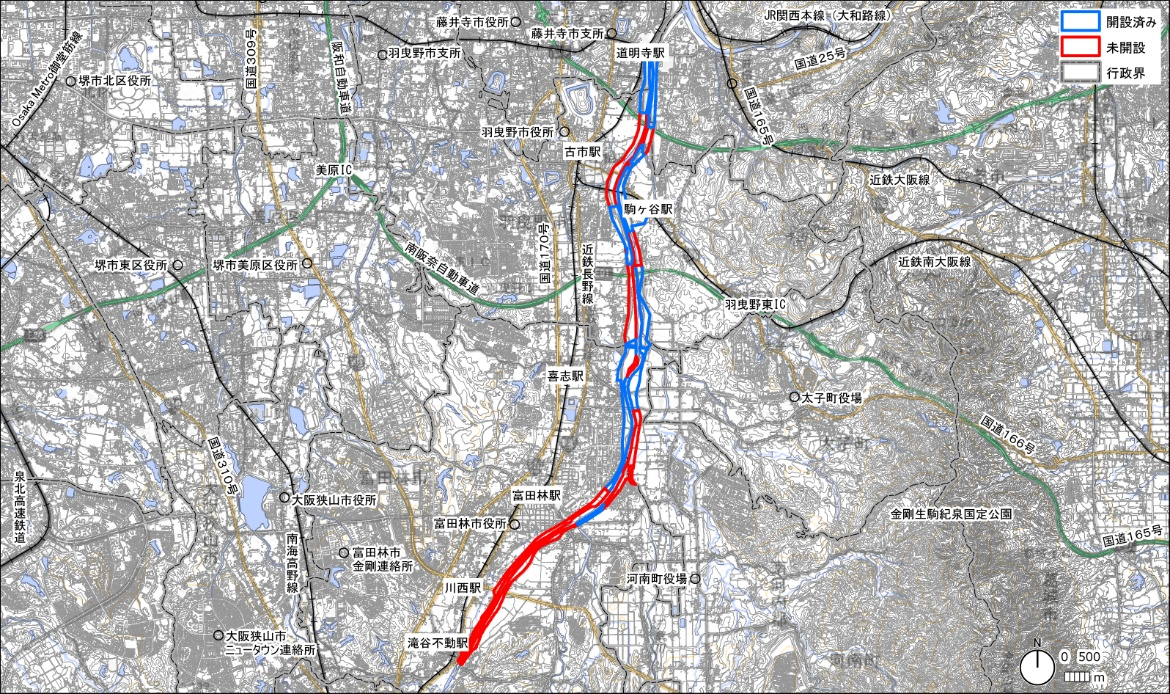 JR関西本線（大和路線）
開設済み
未開設
行政界
藤井寺市役所
藤井寺市支所
羽曳野市支所
道明寺駅
国道25号
Osaka Metro御堂筋線
堺市北区役所
国道309号
阪和自動車道
国道165号
羽曳野市役所
古市駅
美原IC
近鉄大阪線
駒ヶ谷駅
堺市東区役所
堺市美原区役所
南阪奈自動車道
国道170号
近鉄長野線
近鉄南大阪線
羽曳野東IC
喜志駅
太子町役場
国道310号
国道166号
泉北高速鉄道
大阪狭山市役所
富田林駅
富田林市役所
金剛生駒紀泉国定公園
国道165号
南海高野線
富田林市
金剛連絡所
川西駅
河南町役場
大阪狭山市
ニュータウン連絡所
滝谷不動駅
N
0 500
m